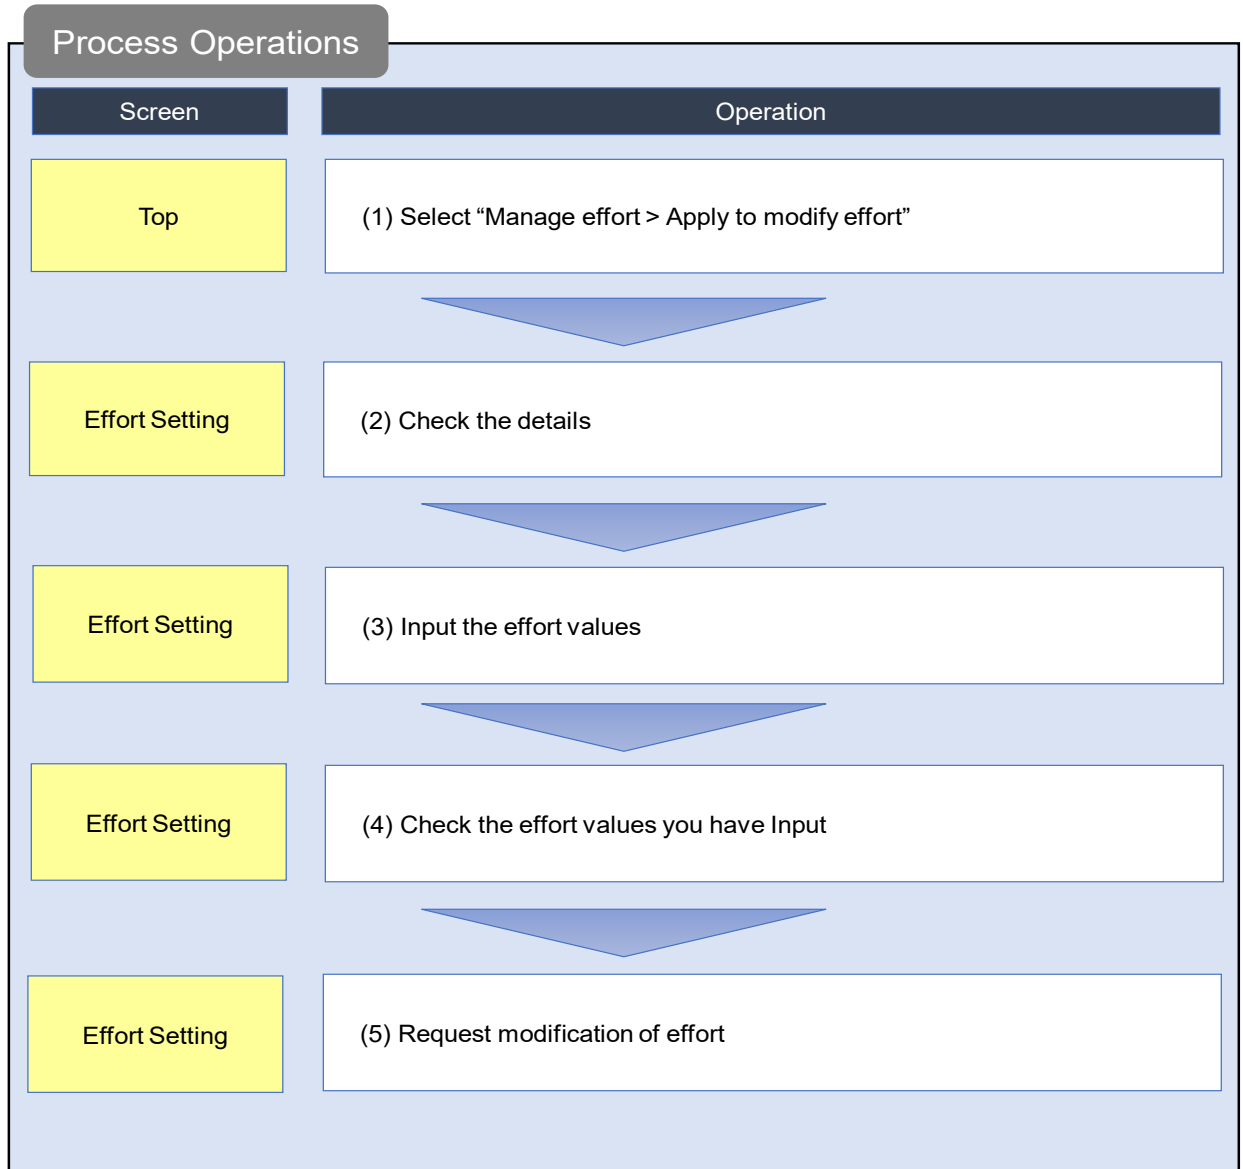 Process Operations
Screen
Operation
Top
(1) Select “Manage effort > Apply to modify effort”
Effort Setting
(2) Check the details
Effort Setting
(3) Input the effort values
Effort Setting
(4) Check the effort values you have Input
Effort Setting
(5) Request modification of effort